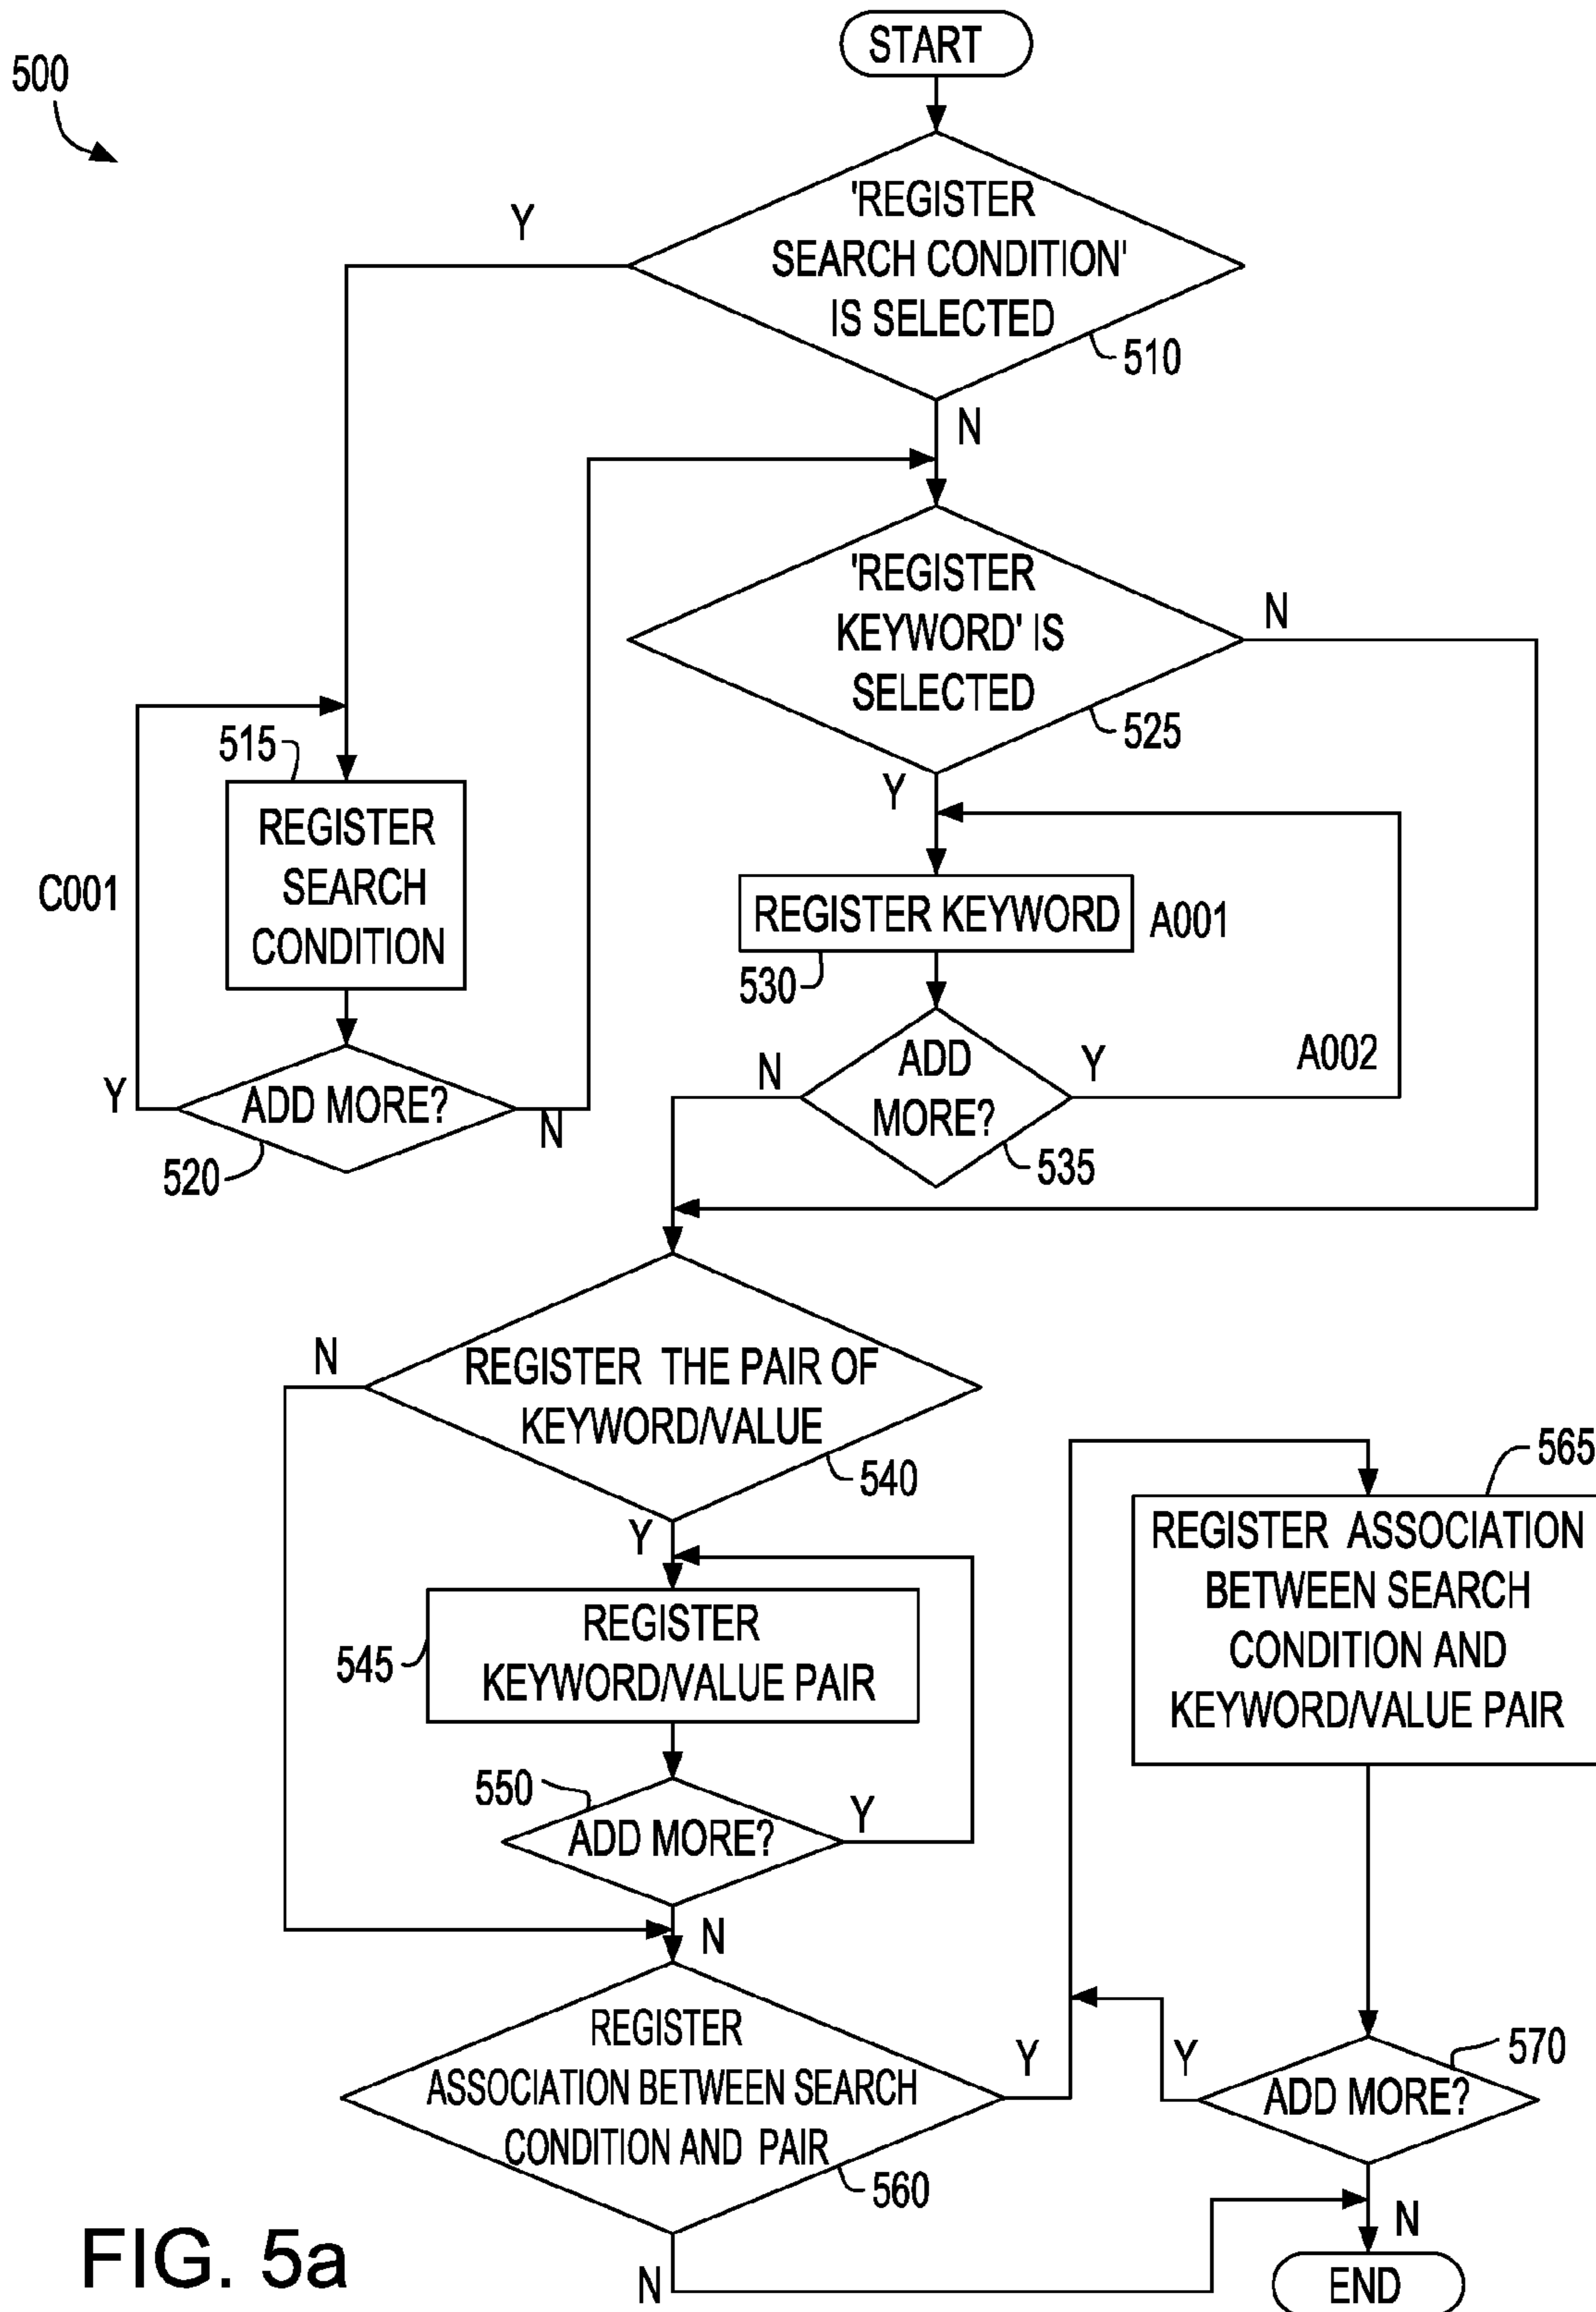 START
500
'REGISTER
SEARCH CONDITION'
IS SELECTED
Y
510
N
'REGISTER
KEYWORD' IS
SELECTED
N
525
Y
515
REGISTER
SEARCH
CONDITION
C001
REGISTER KEYWORD
A001
530
ADD
MORE?
N
Y
A002
535
ADD MORE?
Y
N
520
REGISTER THE PAIR OF
KEYWORD/VALUE
N
540
Y
REGISTER
KEYWORD/VALUE PAIR
545
565
REGISTER ASSOCIATION
BETWEEN SEARCH
CONDITION AND
KEYWORD/VALUE PAIR
550
ADD MORE?
Y
N
REGISTER
ASSOCIATION BETWEEN SEARCH
CONDITION AND PAIR
Y
560
N
Y
570
ADD MORE?
N
END
FIG. 5a